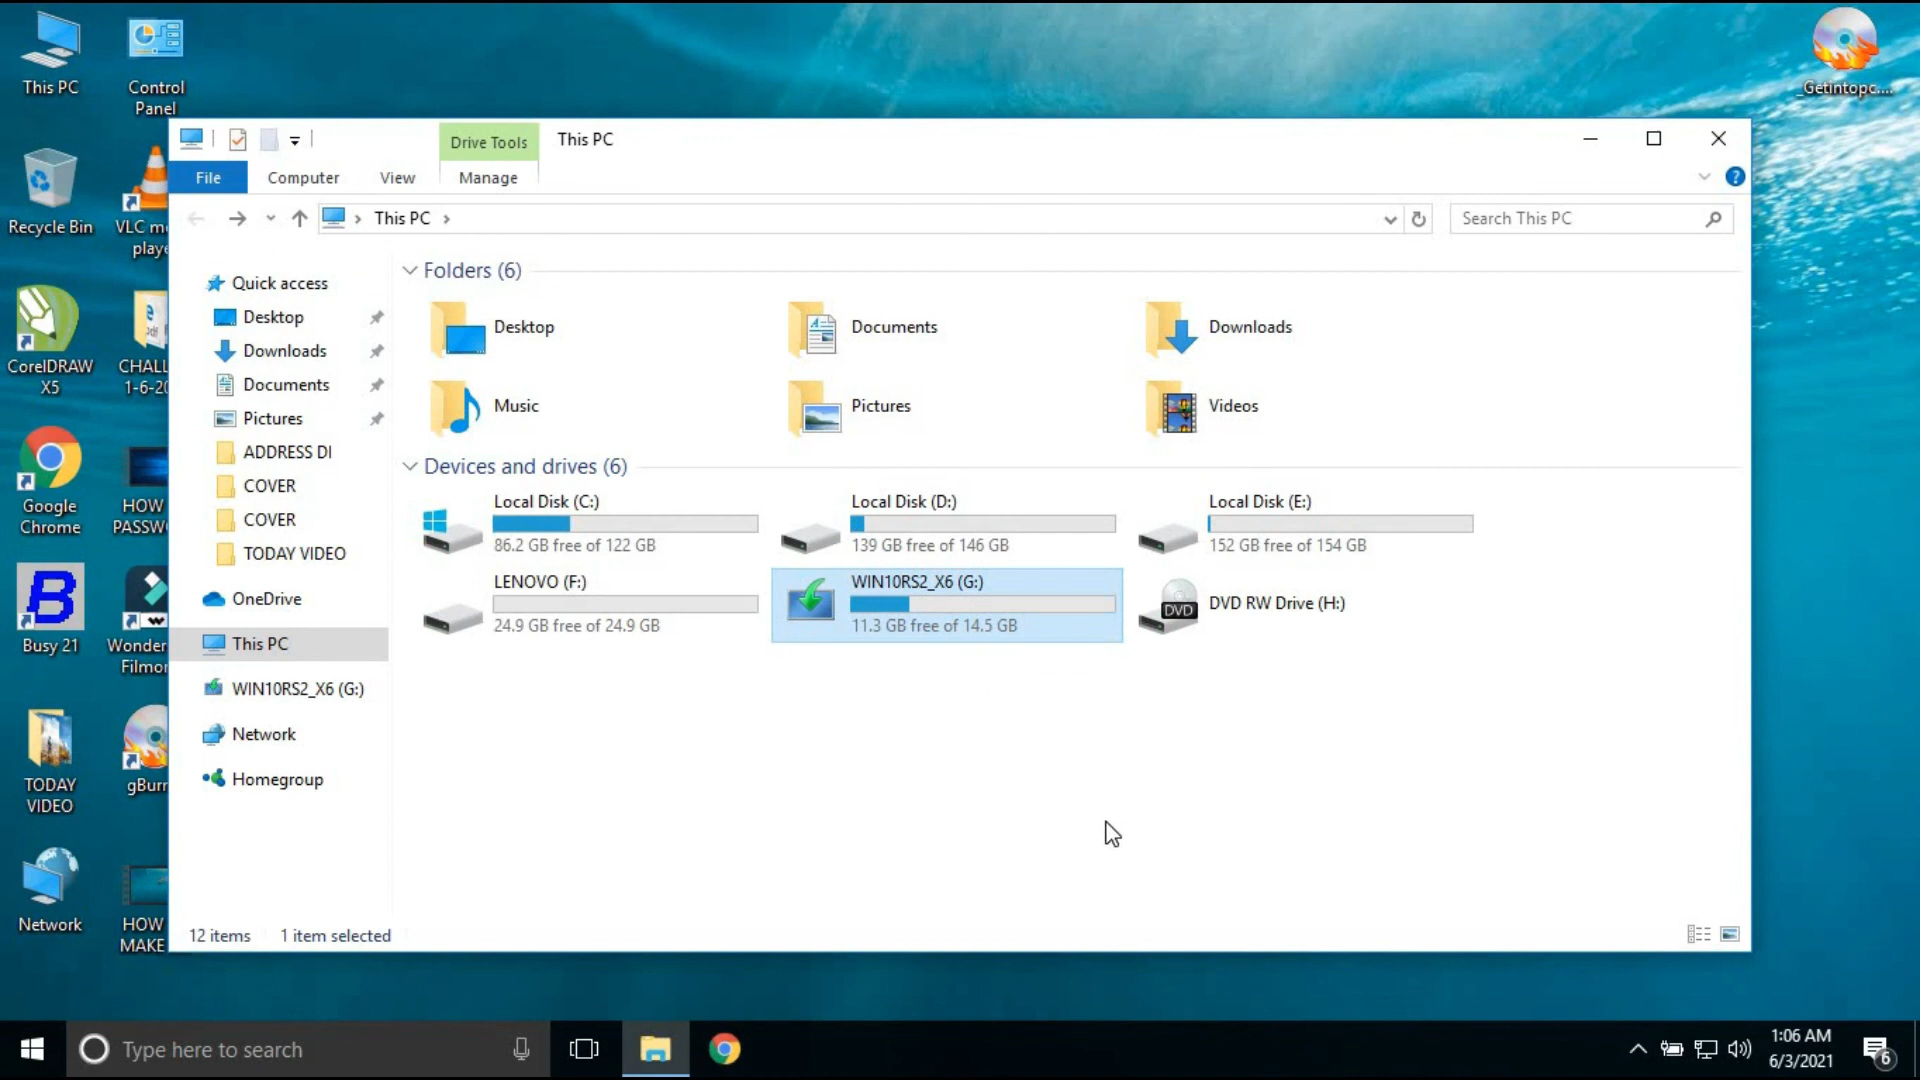 This PC
Control
Panel
_Getintopc....
Recycle Bin
VLC me
playe
CorelDRAW
X5
CHALL
1-6-20
Google
Chrome
HOW
PASSWO
Busy 21
Wonder
Filmor
TODAY
VIDEO
gBurn
Network
HOW
MAKE
Drive Tools
This PC
File
Computer
View
Manage
This PC
Search This PC
Quick access
Desktop
Downloads
Documents
Pictures
ADDRESS DI
COVER
COVER
TODAY VIDEO
OneDrive
This PC
WIN10RS2_X6 (G:)
Network
Homegroup
Folders (6)
Desktop
Documents
Downloads
Music
Pictures
Videos
Devices and drives (6)
Local Disk (C:)
86.2 GB free of 122 GB
Local Disk (D:)
139 GB free of 146 GB
Local Disk (E:)
152 GB free of 154 GB
LENOVO (F:)
24.9 GB free of 24.9 GB
WIN10RS2_X6 (G:)
11.3 GB free of 14.5 GB
DVD
DVD RW Drive (H:)
12 items
1 item selected
Type here to search
1:06 AM
6/3/2021
6